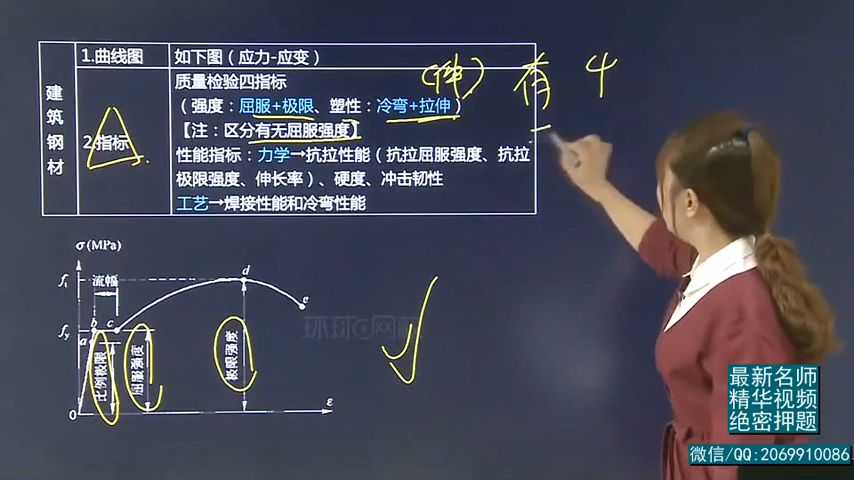 建筑钢材
1.曲线图
如下图（应力-应变）
2.指标
质量检验四指标
（强度：屈服+极限、塑性：冷弯+拉伸）
【注：区分有无屈服强度】
性能指标：力学→抗拉性能（抗拉屈服强度、抗拉
极限强度、伸长率）、硬度、冲击韧性
工艺→焊接性能和冷弯性能
（伸）
有 4
σ(MPa)
流幅
d
e
b
c
a
比例极限
屈服强度
极限强度
0
ε
环球网校
最新名师
精华视频
绝密押题
微信/QQ:2069910086